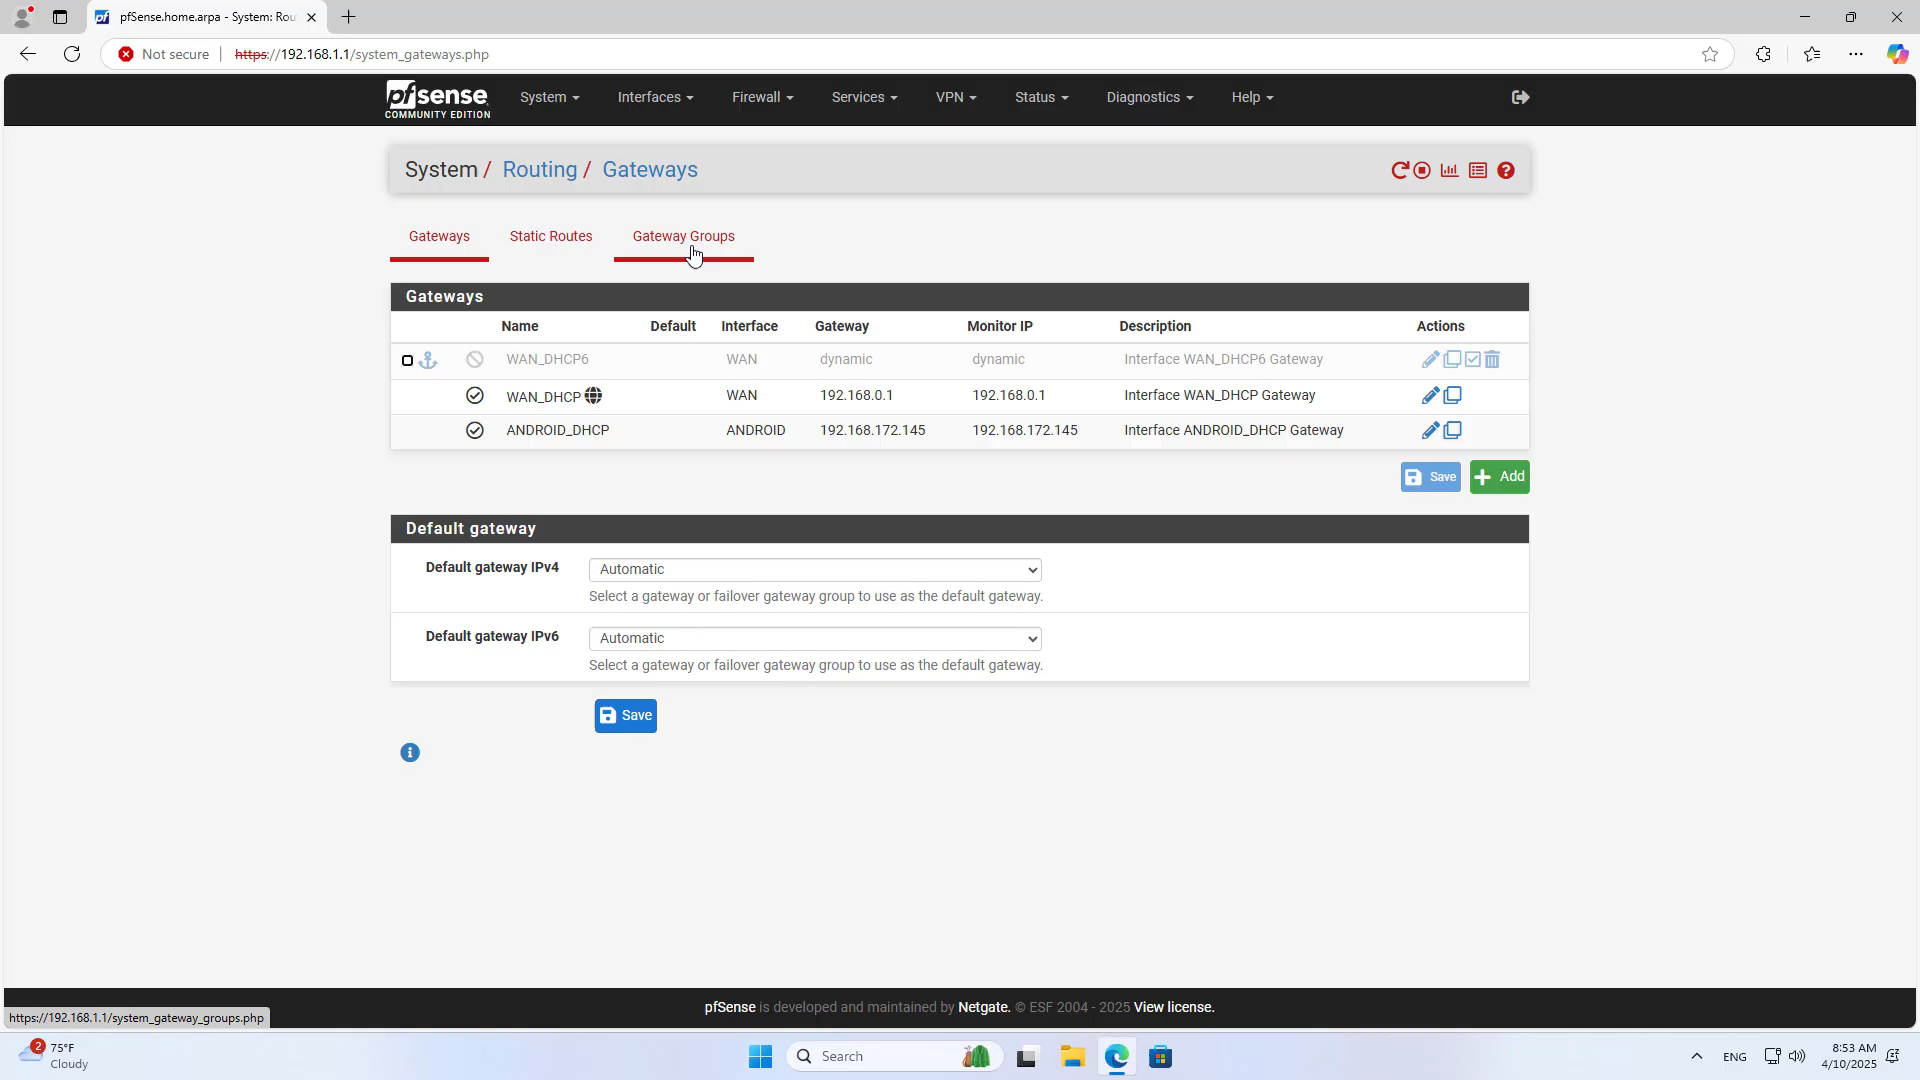 pfSense.home.arpa - System: Rou
Not secure
https://192.168.1.1/system_gateways.php
pfsense
COMMUNITY EDITION
System
Interfaces
Firewall
Services
VPN
Status
Diagnostics
Help
System / Routing / Gateways
Gateways
Static Routes
Gateway Groups
Gateways
Name Default Interface Gateway Monitor IP Description Actions
WAN_DHCP6 WAN dynamic dynamic Interface WAN_DHCP6 Gateway
WAN_DHCP WAN 192.168.0.1 192.168.0.1 Interface WAN_DHCP Gateway
ANDROID_DHCP ANDROID 192.168.172.145 192.168.172.145 Interface ANDROID_DHCP Gateway
Save
Add
Default gateway
Default gateway IPv4
Automatic
Select a gateway or failover gateway group to use as the default gateway.
Default gateway IPv6
Automatic
Select a gateway or failover gateway group to use as the default gateway.
Save
pfSense is developed and maintained by Netgate. © ESF 2004 - 2025 View license.
https://192.168.1.1/system_gateway_groups.php
2
75°F
Cloudy
Search
ENG
8:53 AM
4/10/2025